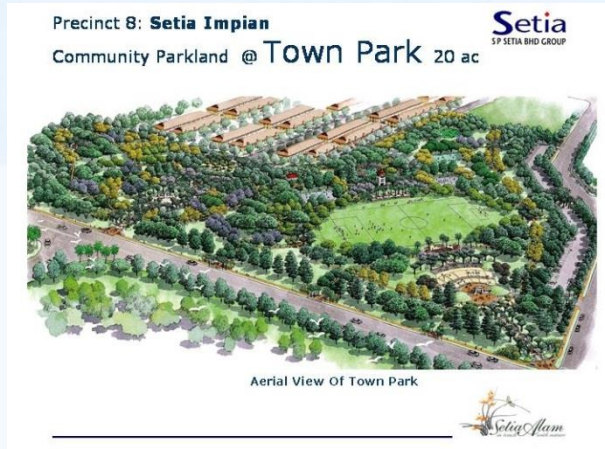 Precinct 8: Setia Impian
Community Parkland @ Town Park 20 ac
Setia
S P SETIA BHD GROUP
Aerial View Of Town Park
Setia Alam